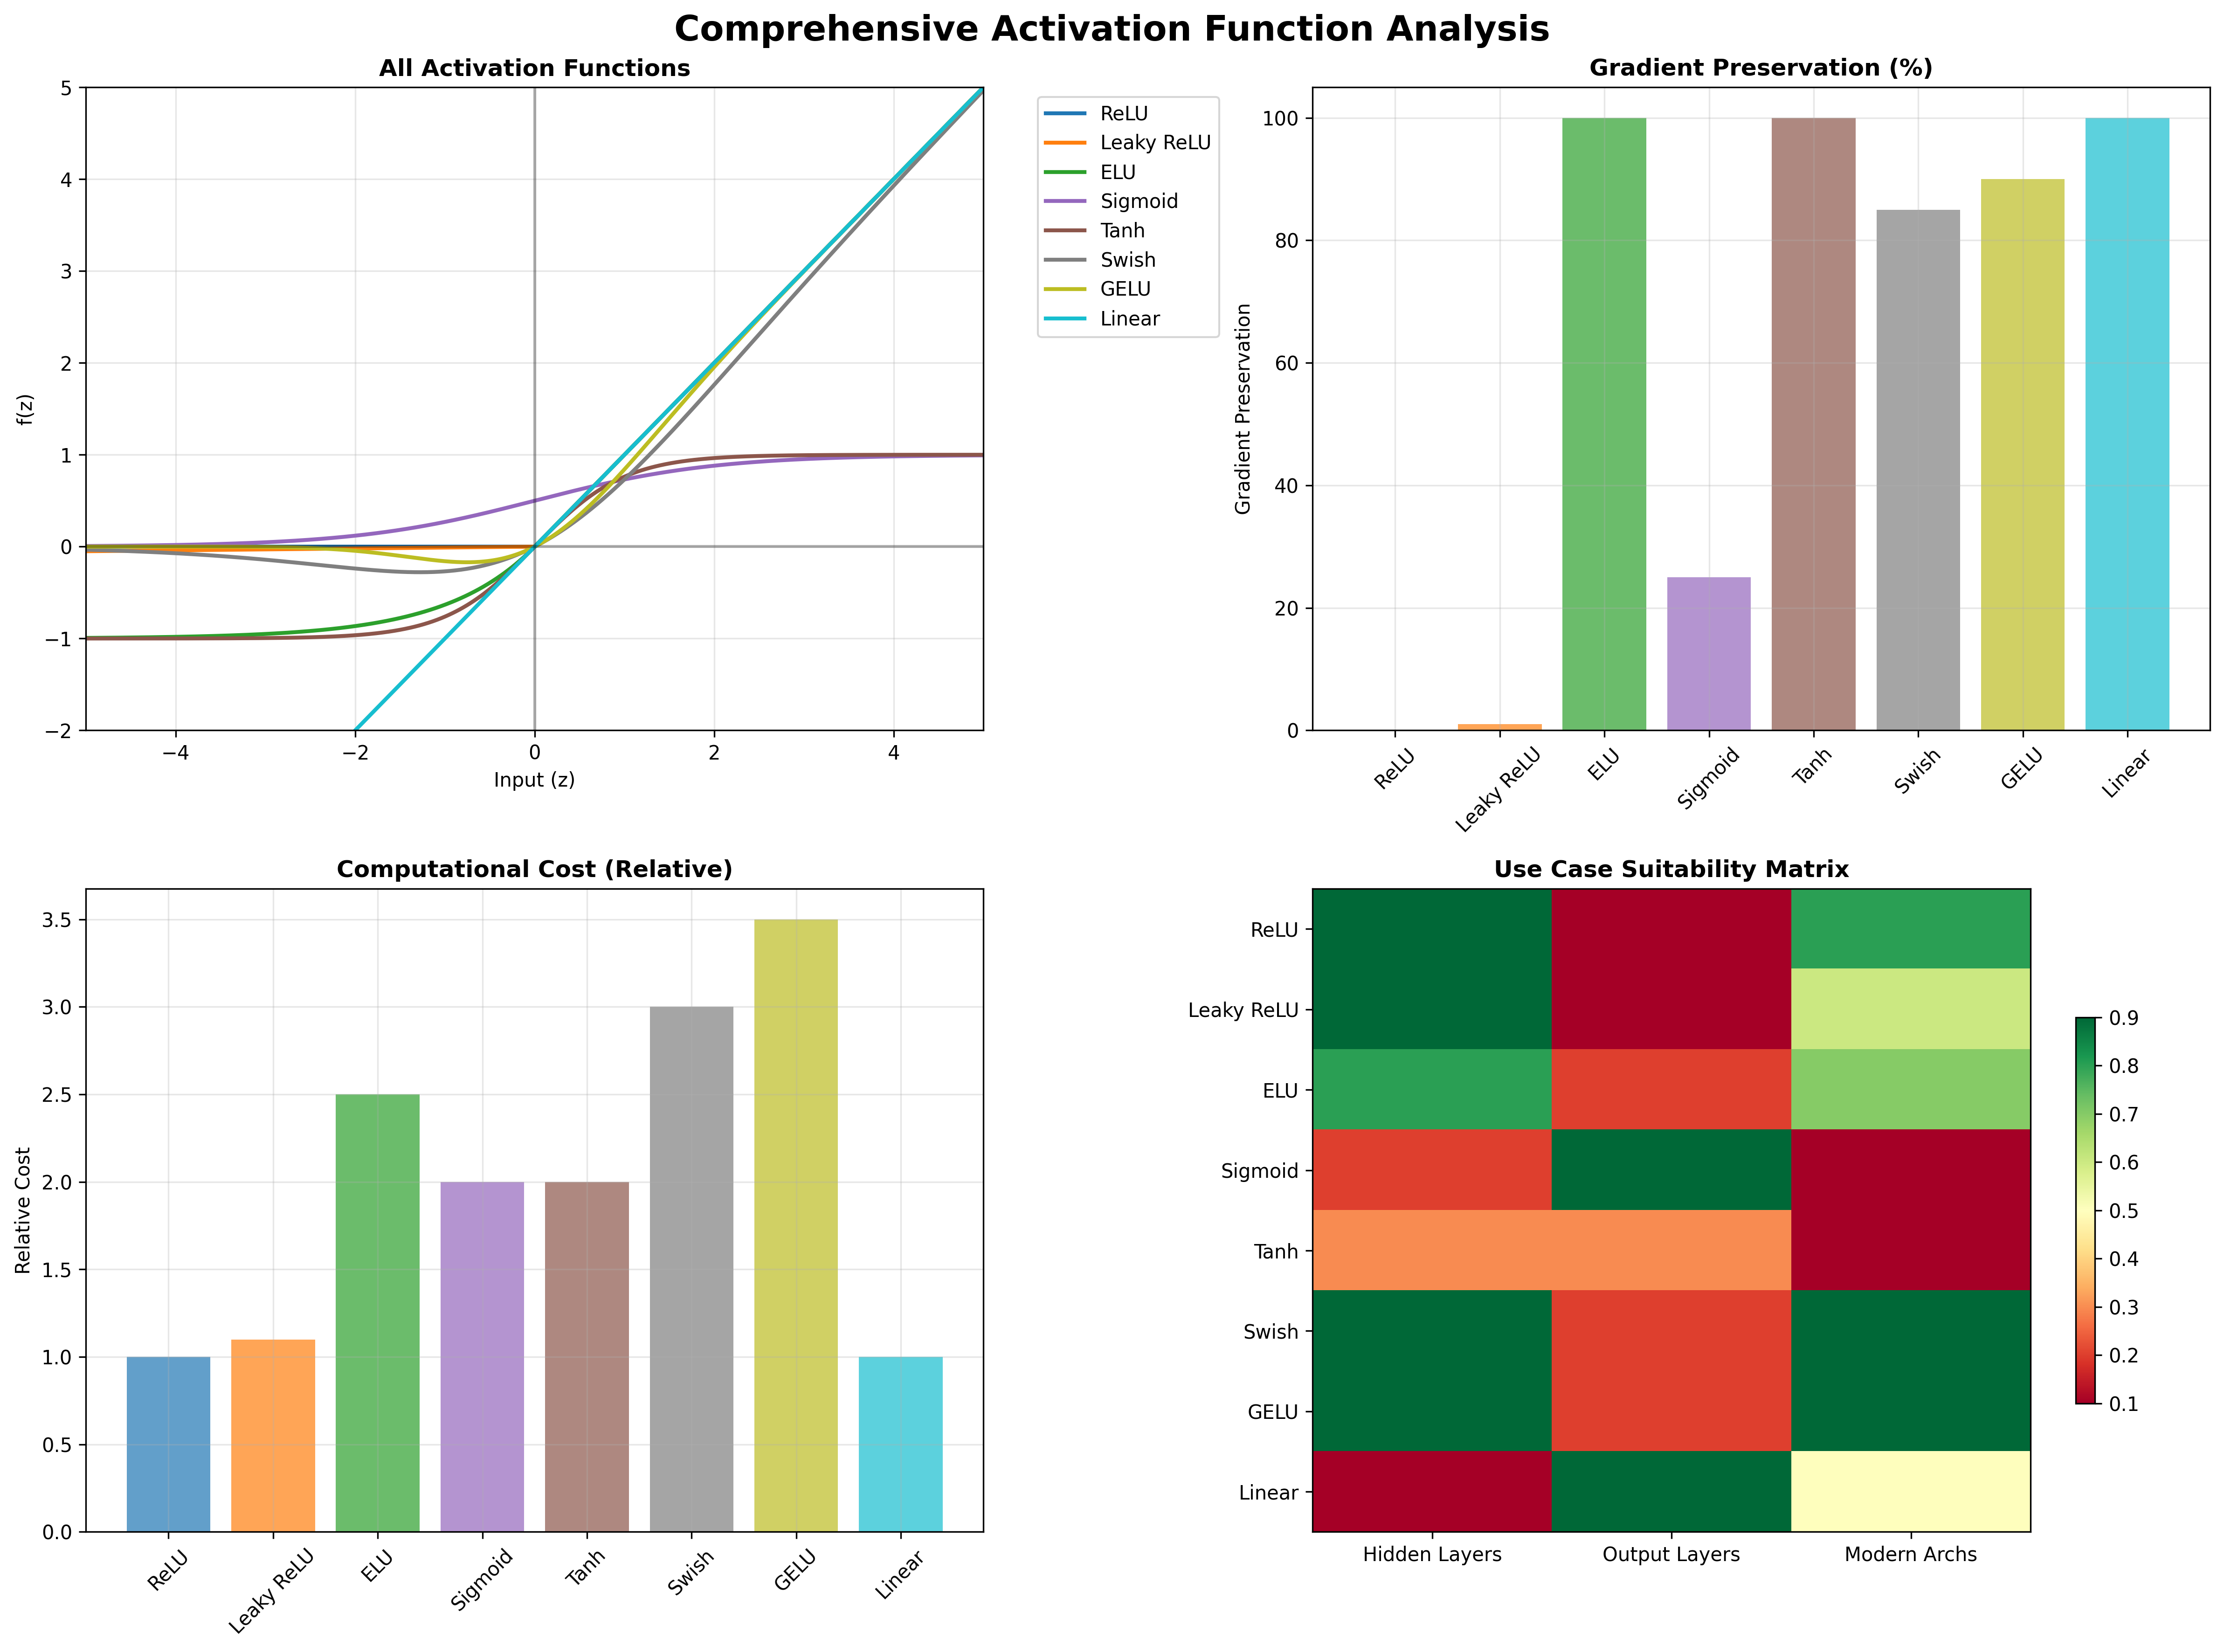 Comprehensive Activation Function Analysis
All Activation Functions
5
4
3
2
1
0
−1
−2
f(z)
−4
−2
0
2
4
Input (z)
ReLU
Leaky ReLU
ELU
Sigmoid
Tanh
Swish
GELU
Linear
Gradient Preservation (%)
100
80
60
40
20
0
Gradient Preservation
ReLU
Leaky ReLU
ELU
Sigmoid
Tanh
Swish
GELU
Linear
Computational Cost (Relative)
3.5
3.0
2.5
2.0
1.5
1.0
0.5
0.0
Relative Cost
ReLU
Leaky ReLU
ELU
Sigmoid
Tanh
Swish
GELU
Linear
Use Case Suitability Matrix
ReLU
Leaky ReLU
ELU
Sigmoid
Tanh
Swish
GELU
Linear
Hidden Layers
Output Layers
Modern Archs
0.9
0.8
0.7
0.6
0.5
0.4
0.3
0.2
0.1